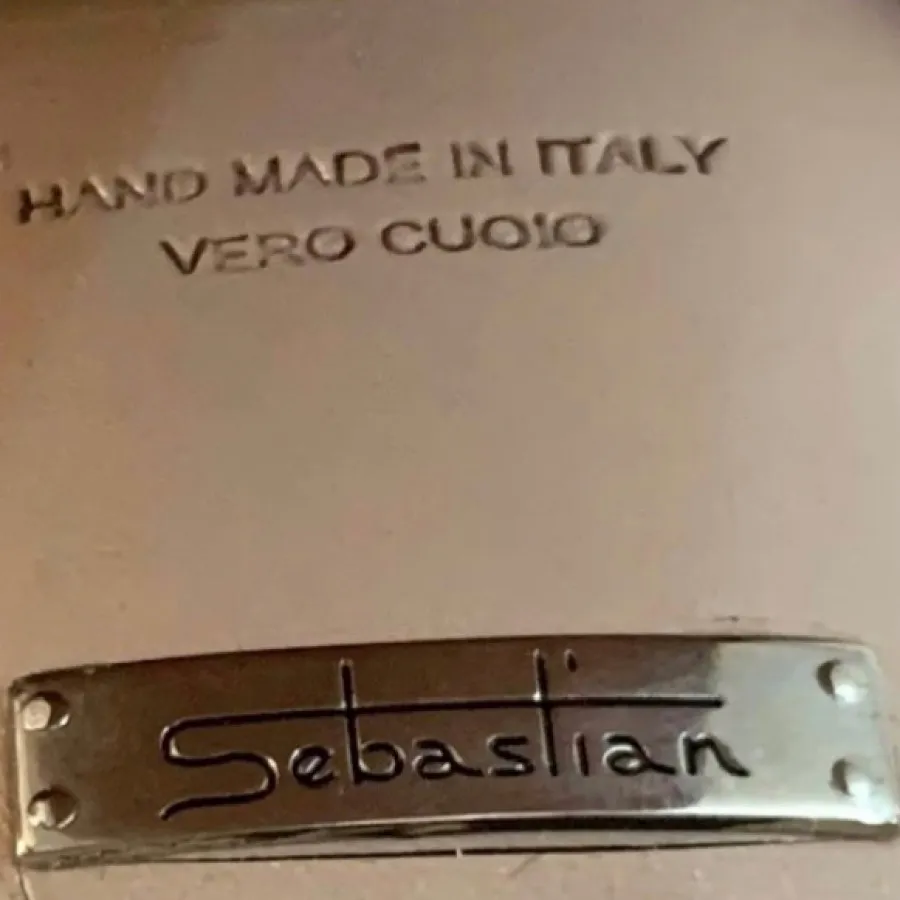 HAND MADE IN ITALY
VERO CUOIO
Sebastian